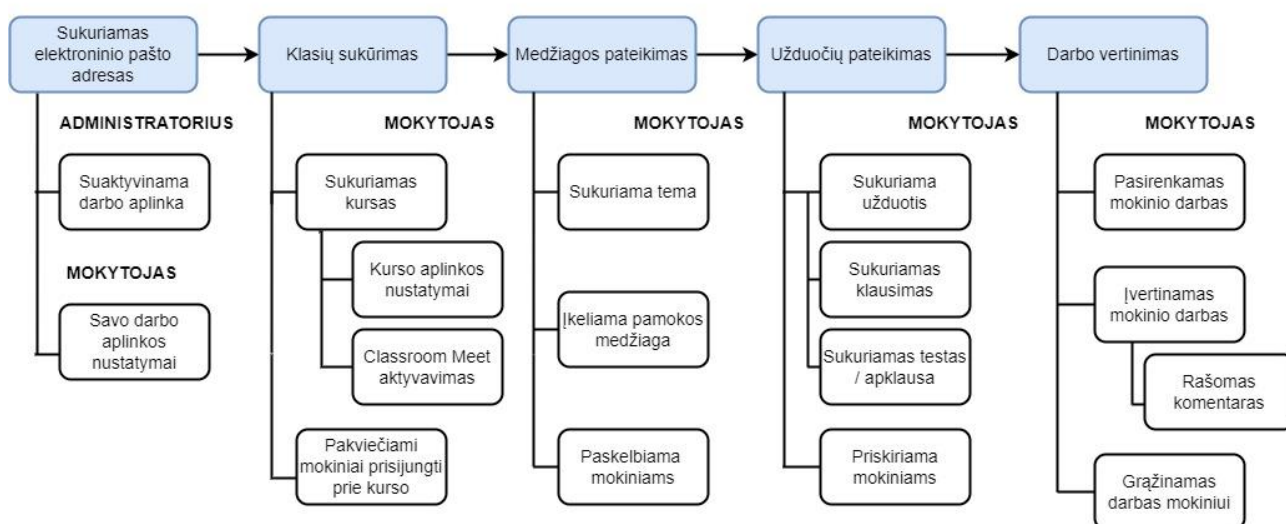 Sukuriamas
elektroninio pašto
adresas
Klasių sukūrimas
Medžiagos pateikimas
Užduočių pateikimas
Darbo vertinimas
ADMINISTRATORIUS
Suaktyvinama
darbo aplinka
MOKYTOJAS
Savo darbo
aplinkos
nustatymai
MOKYTOJAS
Sukuriamas
kursas
Kurso aplinkos
nustatymai
Classroom Meet
aktyvavimas
Pakviečiami
mokiniai prisijungti
prie kurso
MOKYTOJAS
Sukuriama tema
Įkeliama pamokos
medžiaga
Paskelbiama
mokiniams
MOKYTOJAS
Sukuriama
užduotis
Sukuriamas
klausimas
Sukuriamas testas
/ apklausa
Priskiriama
mokiniams
MOKYTOJAS
Pasirenkamas
mokinio darbas
Įvertinamas
mokinio darbas
Rašomas
komentaras
Grąžinamas
darbas mokiniui